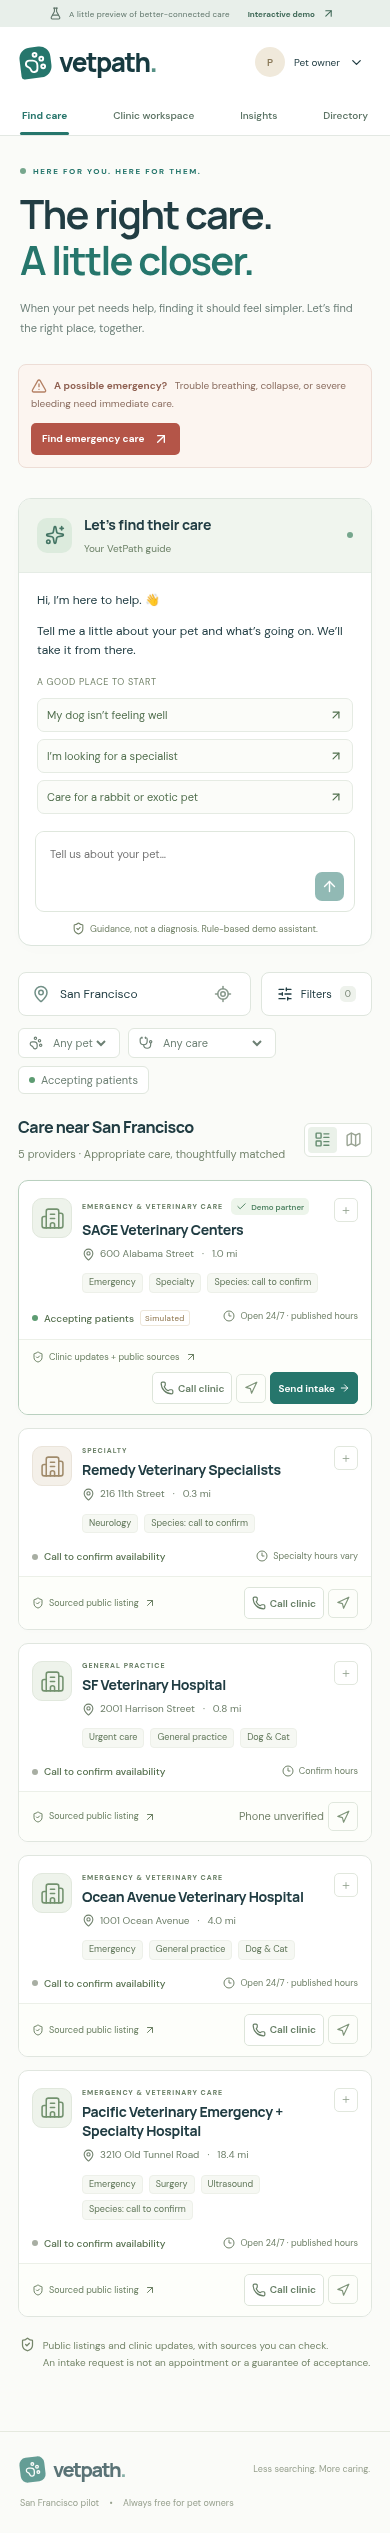 A little preview of better-connected care Interactive demo
vetpath.
P Pet owner
Find care Clinic workspace Insights Directory
HERE FOR YOU. HERE FOR THEM.
The right care.
A little closer.
When your pet needs help, finding it should feel simpler. Let's find
the right place, together.
A possible emergency? Trouble breathing, collapse, or severe
bleeding need immediate care.
Find emergency care
Let's find their care
Your VetPath guide
Hi, I'm here to help. 👋
Tell me a little about your pet and what's going on. We'll
take it from there.
A GOOD PLACE TO START
My dog isn't feeling well
I'm looking for a specialist
Care for a rabbit or exotic pet
Tell us about your pet...
Guidance, not a diagnosis. Rule-based demo assistant.
San Francisco
Filters 0
Any pet
Any care
Accepting patients
Care near San Francisco
5 providers · Appropriate care, thoughtfully matched
EMERGENCY & VETERINARY CARE Demo partner
SAGE Veterinary Centers
600 Alabama Street · 1.0 mi
Emergency Specialty Species: call to confirm
Accepting patients Simulated Open 24/7 · published hours
Clinic updates + public sources
Call clinic Send intake
SPECIALTY
Remedy Veterinary Specialists
216 11th Street · 0.3 mi
Neurology Species: call to confirm
Call to confirm availability Specialty hours vary
Sourced public listing Call clinic
GENERAL PRACTICE
SF Veterinary Hospital
2001 Harrison Street · 0.8 mi
Urgent care General practice Dog & Cat
Call to confirm availability Confirm hours
Sourced public listing Phone unverified
EMERGENCY & VETERINARY CARE
Ocean Avenue Veterinary Hospital
1001 Ocean Avenue · 4.0 mi
Emergency General practice Dog & Cat
Call to confirm availability Open 24/7 · published hours
Sourced public listing Call clinic
EMERGENCY & VETERINARY CARE
Pacific Veterinary Emergency +
Specialty Hospital
3210 Old Tunnel Road · 18.4 mi
Emergency Surgery Ultrasound
Species: call to confirm
Call to confirm availability Open 24/7 · published hours
Sourced public listing Call clinic
Public listings and clinic updates, with sources you can check.
An intake request is not an appointment or a guarantee of acceptance.
vetpath. Less searching. More caring.
San Francisco pilot • Always free for pet owners